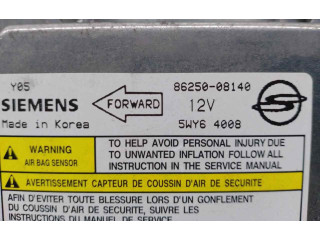 Y05
86250-08140
SIEMENS
FORWARD
12V
Made in Korea
5WY6 4008
WARNING
AIR BAG SENSOR
TO HELP AVOID PERSONAL INJURY DUE
TO UNWANTED INFLATION FOLLOW ALL
INSTRUCTION IN THE SERVICE MANUAL
AVERTISSEMENT CAPTEUR DE COUSSIN D'AIR DE SECURITE
AFIN D'EVITER TOUTE BLESSURE LORS D'UN GONFLEMENT
DU COUSSIN D'AIR DE SECURITE, SUIVRE LES
INSTRUCTIONS DU MANUEL DE SERVICE